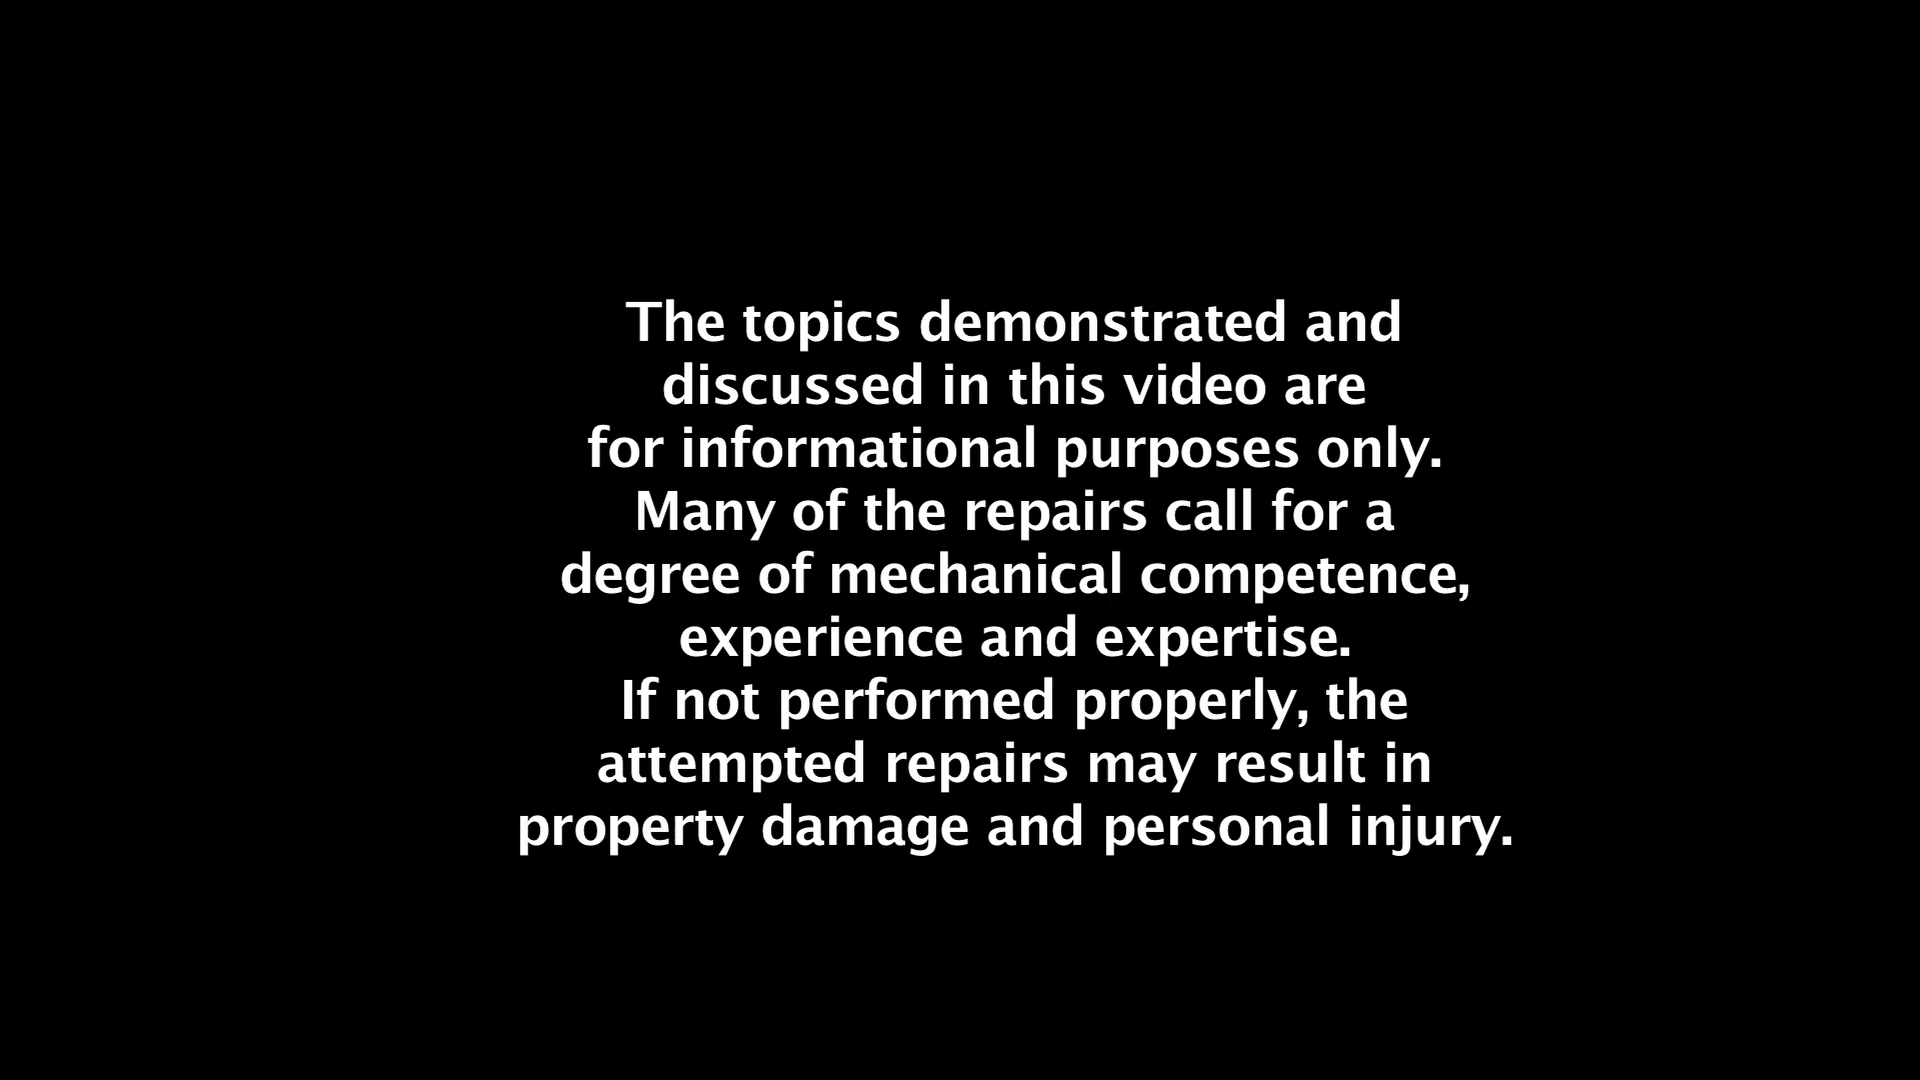 The topics demonstrated and
discussed in this video are
for informational purposes only.
Many of the repairs call for a
degree of mechanical competence,
experience and expertise.
If not performed properly, the
attempted repairs may result in
property damage and personal injury.